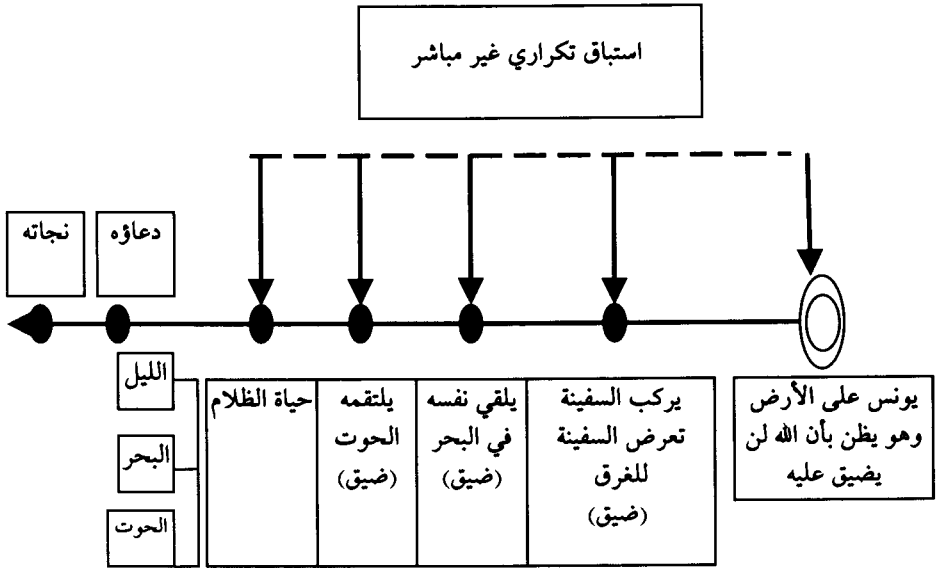 استباق تكراري غير مباشر
دعاؤه
نجاته
يونس على الأرض
وهو يظن بأن الله لن
يضيق عليه
يركب السفينة
تعرض السفينة
للغرق
(ضيق)
يلقي نفسه
في البحر
(ضيق)
يلتقمه
الحوت
(ضيق)
حياة الظلام
الليل
البحر
الحوت